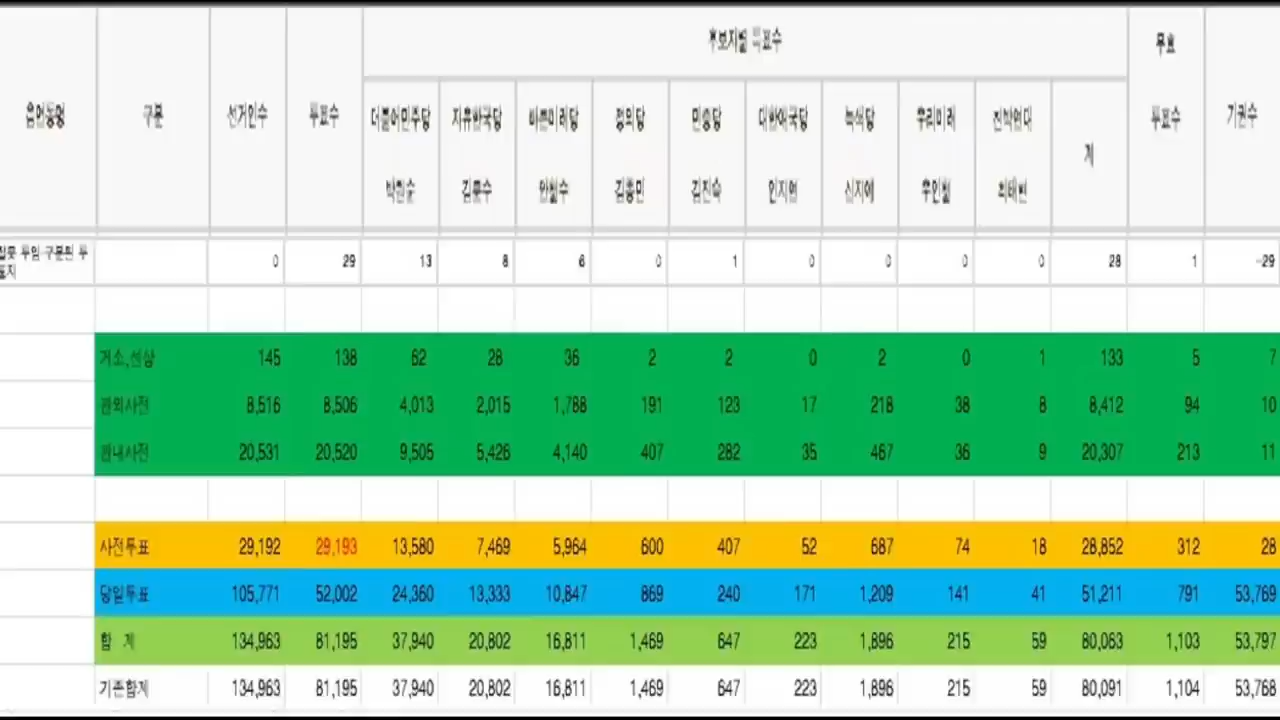 후보자별 득표수
무효
읍면동명 구분 선거인수 투표수 더불어민주당 자유한국당 바른미래당 정의당 민중당 대한애국당 녹색당 우리미래 친박연대 계 투표수 기권수
박원순 김문수 안철수 김종민 김진숙 인지연 신지예 우인철 최태현
잘못 투입·구분된 투 0 29 13 8 6 0 1 0 0 0 0 28 1 -29
표지
거소,선상 145 138 62 28 36 2 2 0 2 0 1 133 5 7
관외사전 8,516 8,506 4,013 2,015 1,788 191 123 17 218 38 8 8,412 94 10
관내사전 20,531 20,520 9,505 5,426 4,140 407 282 35 467 36 9 20,307 213 11
사전투표 29,192 29,193 13,580 7,469 5,964 600 407 52 687 74 18 28,852 312 28
당일투표 105,771 52,002 24,360 13,333 10,847 869 240 171 1,209 141 41 51,211 791 53,769
합 계 134,963 81,195 37,940 20,802 16,811 1,469 647 223 1,896 215 59 80,063 1,103 53,797
기존합계 134,963 81,195 37,940 20,802 16,811 1,469 647 223 1,896 215 59 80,091 1,104 53,768